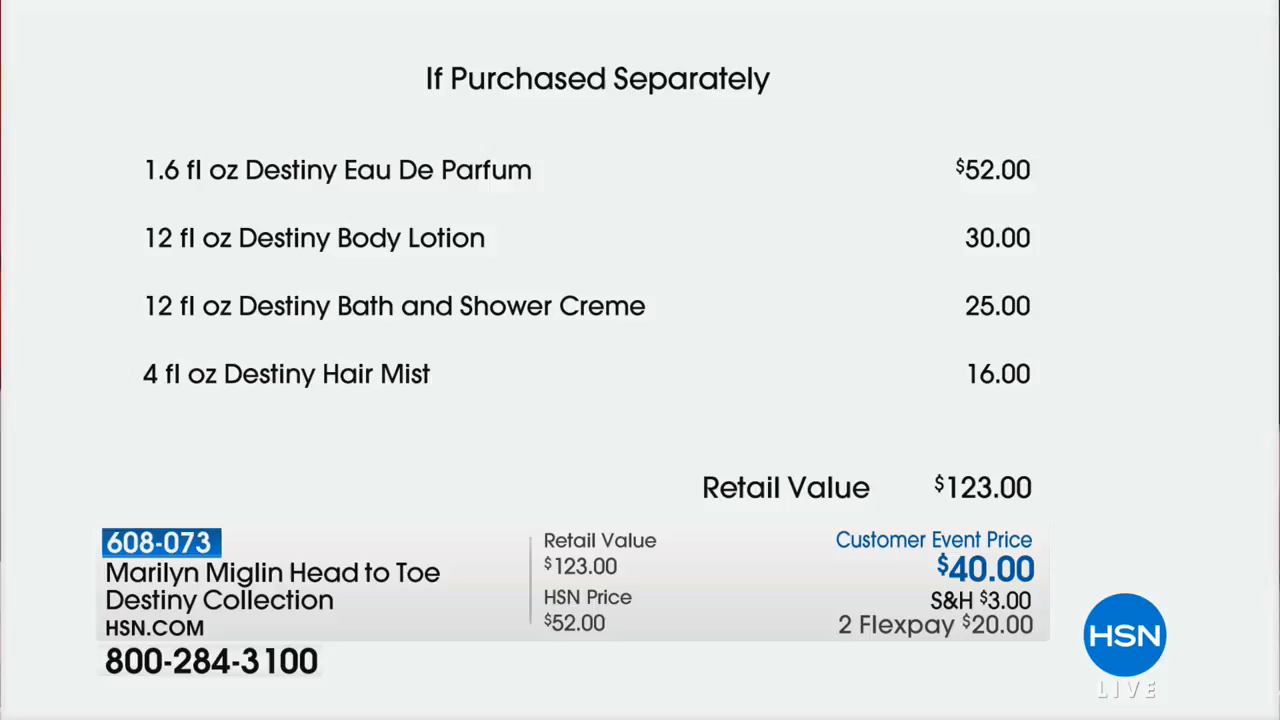 If Purchased Separately
1.6 fl oz Destiny Eau De Parfum $52.00
12 fl oz Destiny Body Lotion 30.00
12 fl oz Destiny Bath and Shower Creme 25.00
4 fl oz Destiny Hair Mist 16.00
Retail Value $123.00
608-073
Marilyn Miglin Head to Toe
Destiny Collection
HSN.COM
800-284-3100
Retail Value
$123.00
HSN Price
$52.00
Customer Event Price
$40.00
S&H $3.00
2 Flexpay $20.00
HSN
LIVE